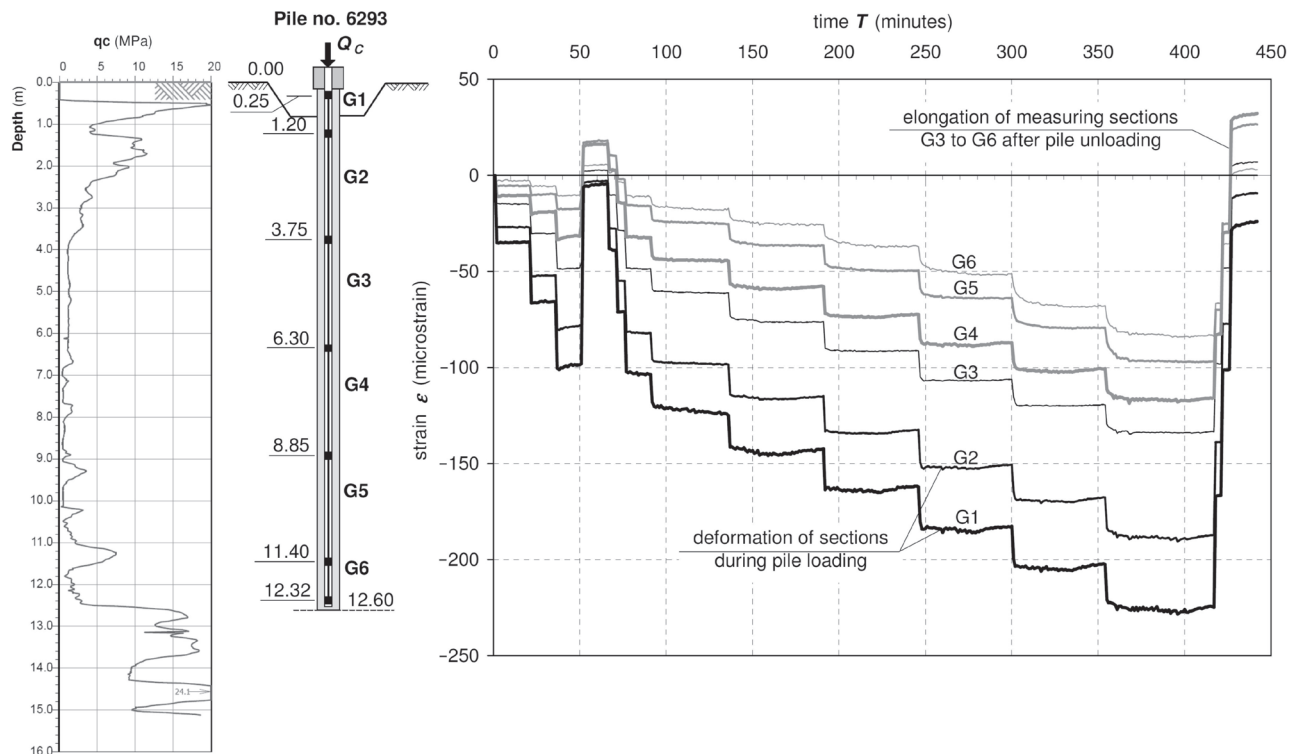 Pile no. 6293
qc (MPa)
0 5 10 15 20
Depth (m)
0.0
1.0
2.0
3.0
4.0
5.0
6.0
7.0
8.0
9.0
10.0
11.0
12.0
13.0
14.0
15.0
16.0
24.1
Qc
0.00
0.25
1.20
3.75
6.30
8.85
11.40
12.32
12.60
G1
G2
G3
G4
G5
G6
time T (minutes)
0 50 100 150 200 250 300 350 400 450
strain ε (microstrain)
50
0
−50
−100
−150
−200
−250
elongation of measuring sections
G3 to G6 after pile unloading
G6
G5
G4
G3
G2
G1
deformation of sections
during pile loading